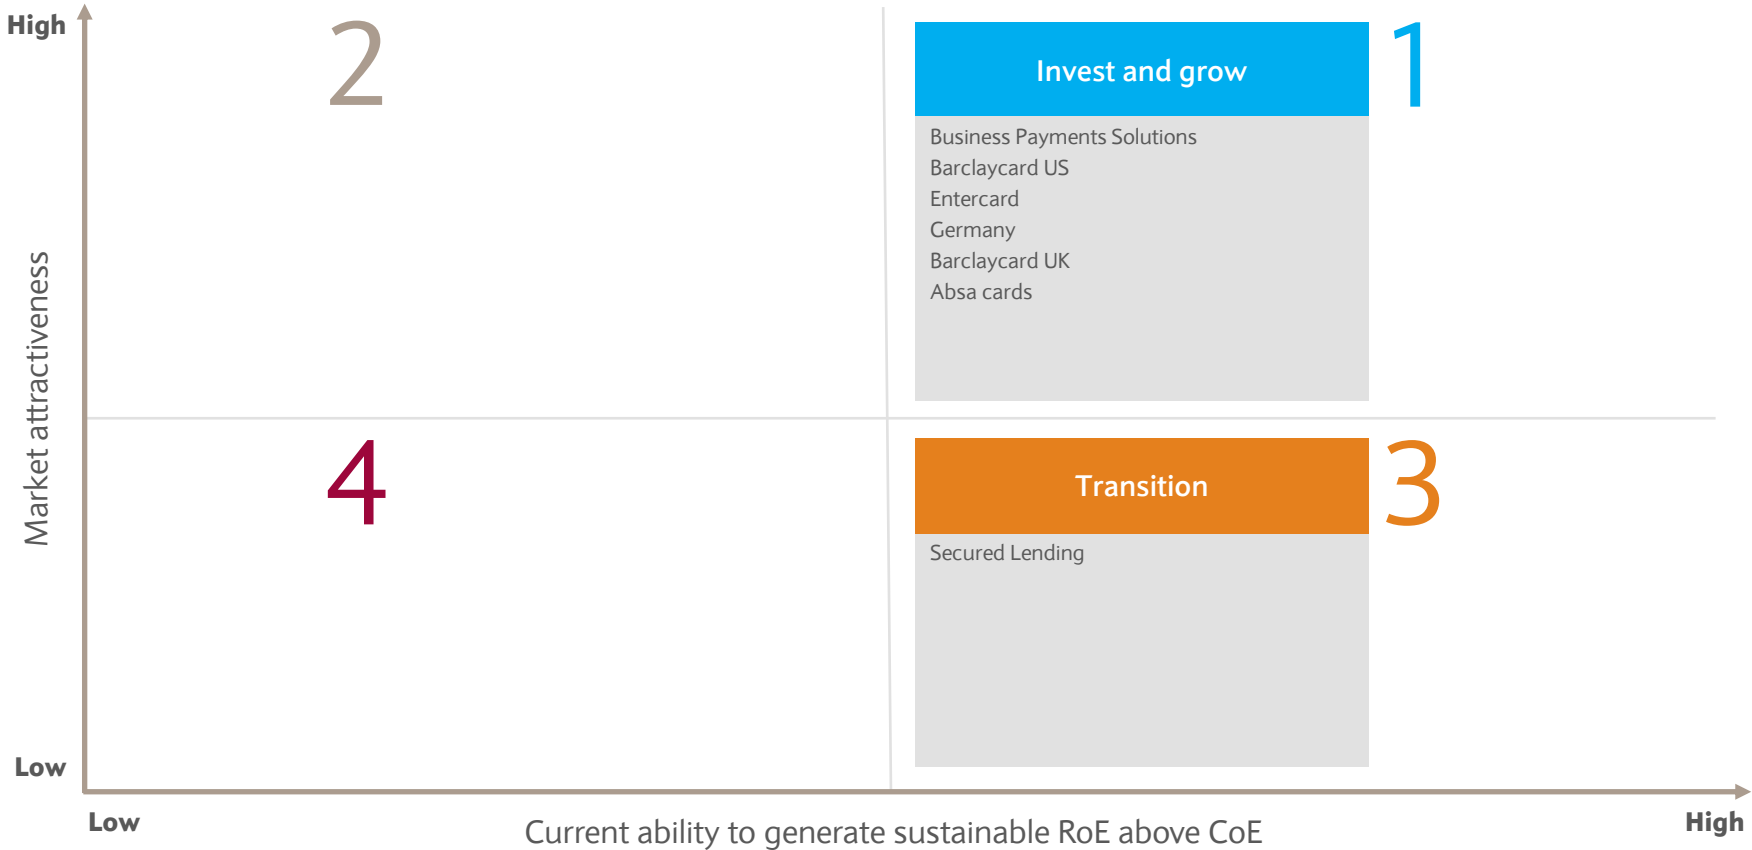 High
2
Invest and grow
1
Business Payments Solutions
Barclaycard US
Entercard
Germany
Barclaycard UK
Absa cards
Market attractiveness
4
Transition
3
Secured Lending
Low
Low
Current ability to generate sustainable RoE above CoE
High